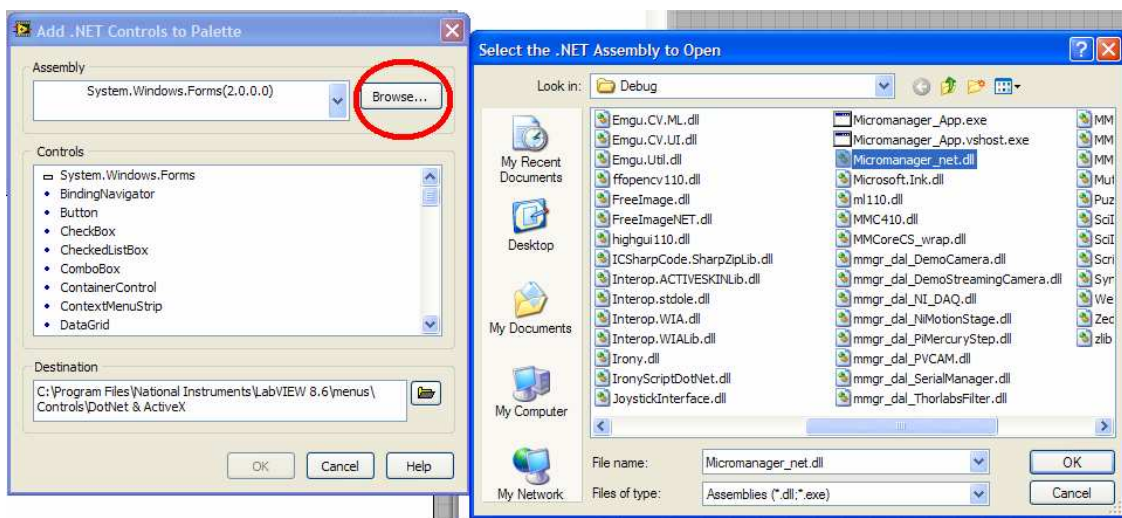 Add .NET Controls to Palette
Assembly
System.Windows.Forms(2.0.0.0)
Browse...
Controls
System.Windows.Forms
BindingNavigator
Button
CheckBox
CheckedListBox
ComboBox
ContainerControl
ContextMenuStrip
DataGrid
Destination
C:\Program Files\National Instruments\LabVIEW 8.6\menus\
Controls\DotNet & ActiveX
OK
Cancel
Help
Select the .NET Assembly to Open
Look in:
Debug
My Recent
Documents
Desktop
My Documents
My Computer
My Network
Emgu.CV.ML.dll
Emgu.CV.UI.dll
Emgu.Util.dll
ffopencv110.dll
FreeImage.dll
FreeImageNET.dll
highgui110.dll
ICSharpCode.SharpZipLib.dll
Interop.ACTIVESKINLib.dll
Interop.stdole.dll
Interop.WIA.dll
Interop.WIALib.dll
Irony.dll
IronyScriptDotNet.dll
JoystickInterface.dll
Micromanager_App.exe
Micromanager_App.vshost.exe
Micromanager_net.dll
Microsoft.Ink.dll
ml110.dll
MMC410.dll
MMCoreCS_wrap.dll
mmgr_dal_DemoCamera.dll
mmgr_dal_DemoStreamingCamera.dll
mmgr_dal_NI_DAQ.dll
mmgr_dal_NiMotionStage.dll
mmgr_dal_PiMercuryStep.dll
mmgr_dal_PVCAM.dll
mmgr_dal_SerialManager.dll
mmgr_dal_ThorlabsFilter.dll
MM
MM
MM
Puz
Scri
We
zlib
File name:
Micromanager_net.dll
OK
Files of type:
Assemblies (*.dll;*.exe)
Cancel